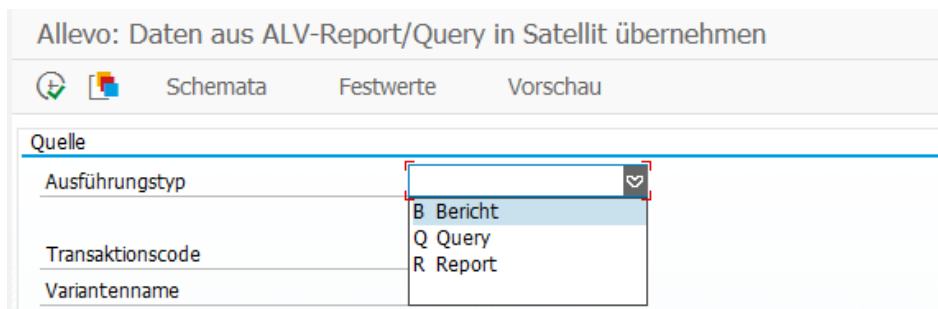 Allevo: Daten aus ALV-Report/Query in Satellit übernehmen
Schemata Festwerte Vorschau
Quelle
Ausführungstyp
B Bericht
Q Query
R Report
Transaktionscode
Variantenname